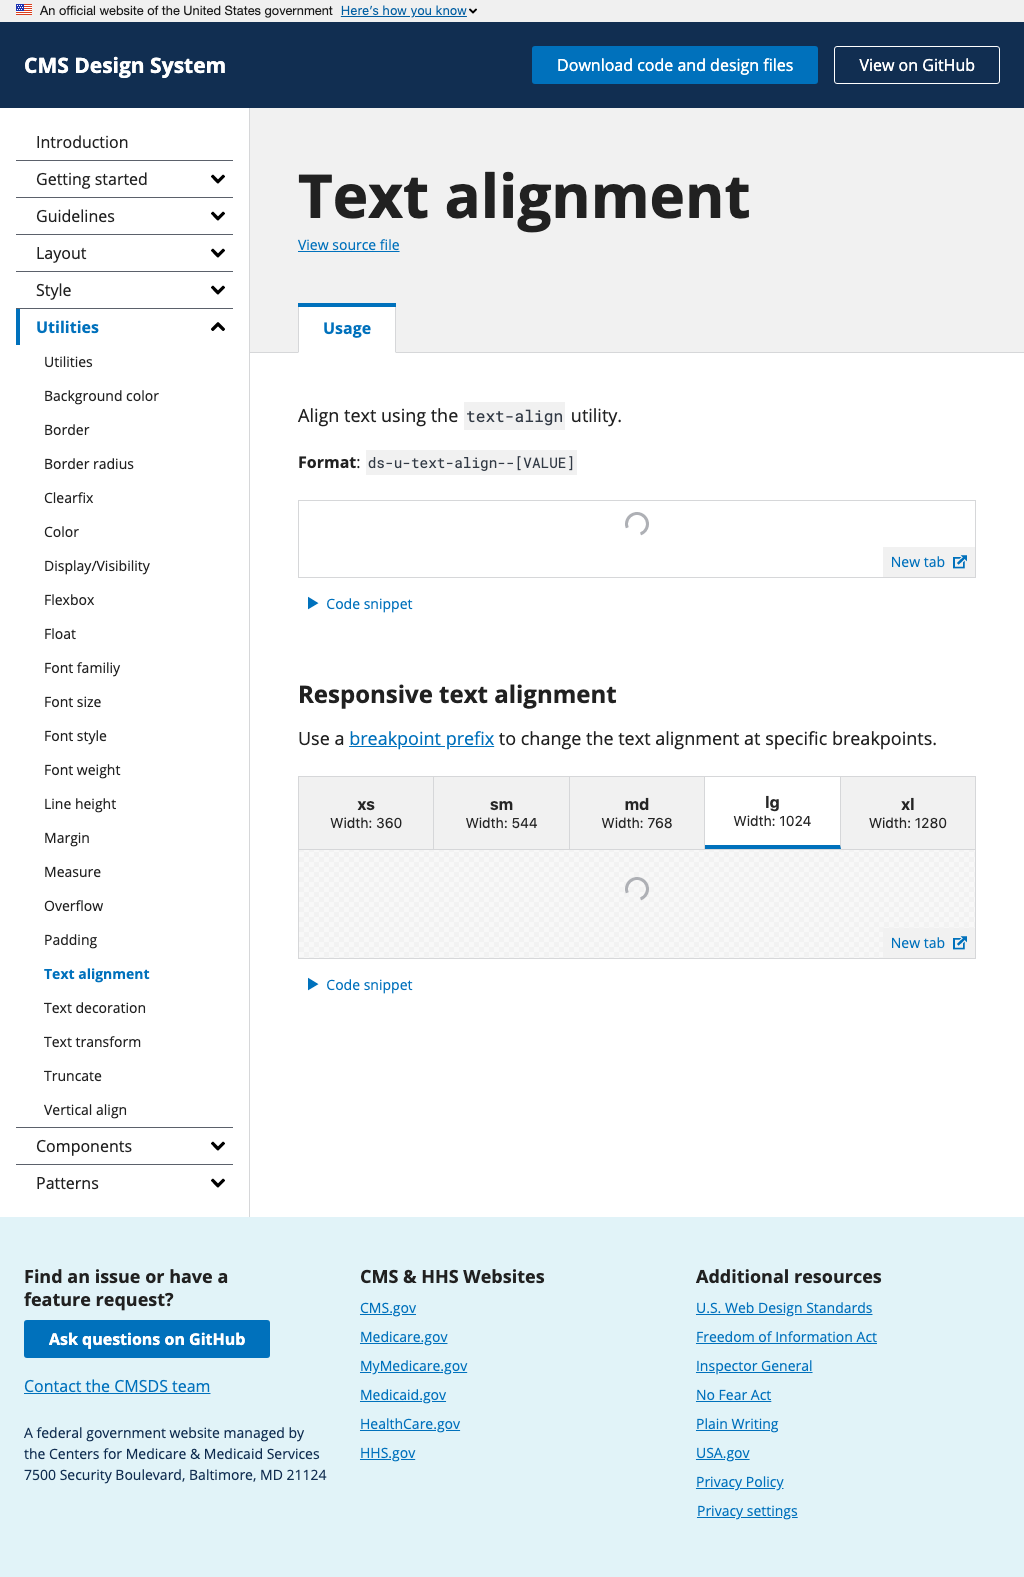 An official website of the United States government Here's how you know
CMS Design System
Download code and design files
View on GitHub
Introduction
Getting started
Guidelines
Layout
Style
Utilities
Utilities
Background color
Border
Border radius
Clearfix
Color
Display/Visibility
Flexbox
Float
Font familiy
Font size
Font style
Font weight
Line height
Margin
Measure
Overflow
Padding
Text alignment
Text decoration
Text transform
Truncate
Vertical align
Components
Patterns
Text alignment
View source file
Usage
Align text using the text-align utility.
Format: ds-u-text-align--[VALUE]
New tab
Code snippet
Responsive text alignment
Use a breakpoint prefix to change the text alignment at specific breakpoints.
xs
Width: 360
sm
Width: 544
md
Width: 768
lg
Width: 1024
xl
Width: 1280
New tab
Code snippet
Find an issue or have a
feature request?
Ask questions on GitHub
Contact the CMSDS team
A federal government website managed by
the Centers for Medicare & Medicaid Services
7500 Security Boulevard, Baltimore, MD 21124
CMS & HHS Websites
CMS.gov
Medicare.gov
MyMedicare.gov
Medicaid.gov
HealthCare.gov
HHS.gov
Additional resources
U.S. Web Design Standards
Freedom of Information Act
Inspector General
No Fear Act
Plain Writing
USA.gov
Privacy Policy
Privacy settings